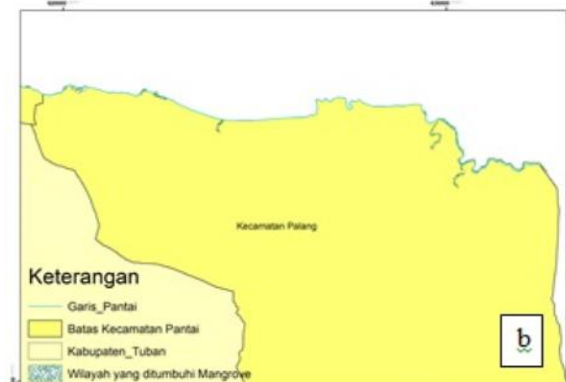 Kecamatan Palang
Keterangan
Garis_Pantai
Batas Kecamatan Pantai
Kabupaten_Tuban
Wilayah yang ditumbuhi Mangrove
b